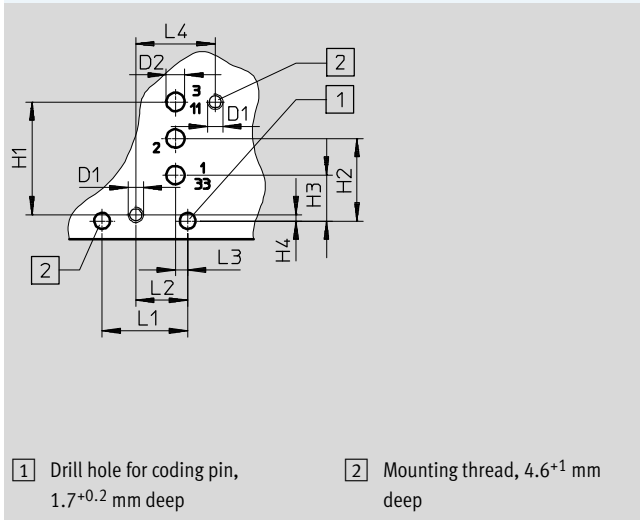 L4
D2
2
3
11
D1
1
2
H1
1
33
D1
H3
H2
H4
2
L3
L2
L1
1 Drill hole for coding pin,
1.7+0.2 mm deep
2 Mounting thread, 4.6+1 mm
deep